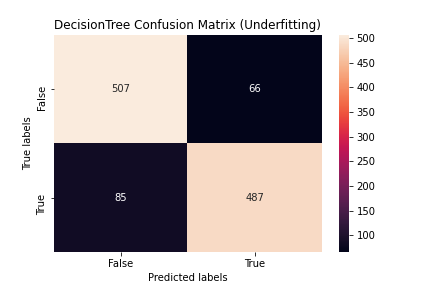 DecisionTree Confusion Matrix (Underfitting)
507 66
85 487
False
True
True labels
False True
Predicted labels
500
450
400
350
300
250
200
150
100